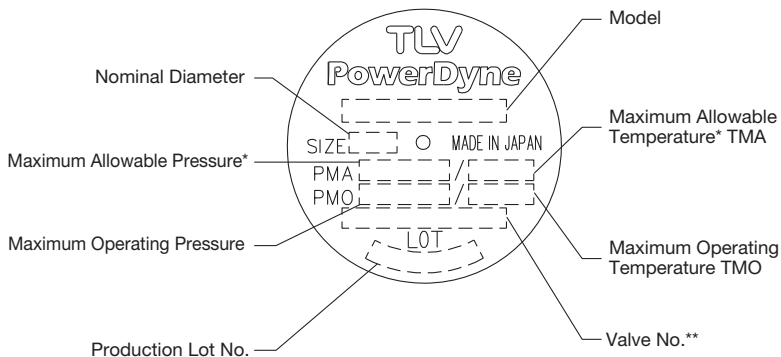 Model
TLV
PowerDyne
Nominal Diameter
Maximum Allowable
Temperature* TMA
SIZE
MADE IN JAPAN
Maximum Allowable Pressure*
PMA /
PMO /
Maximum Operating Pressure
LOT
Maximum Operating
Temperature TMO
Production Lot No.
Valve No.**